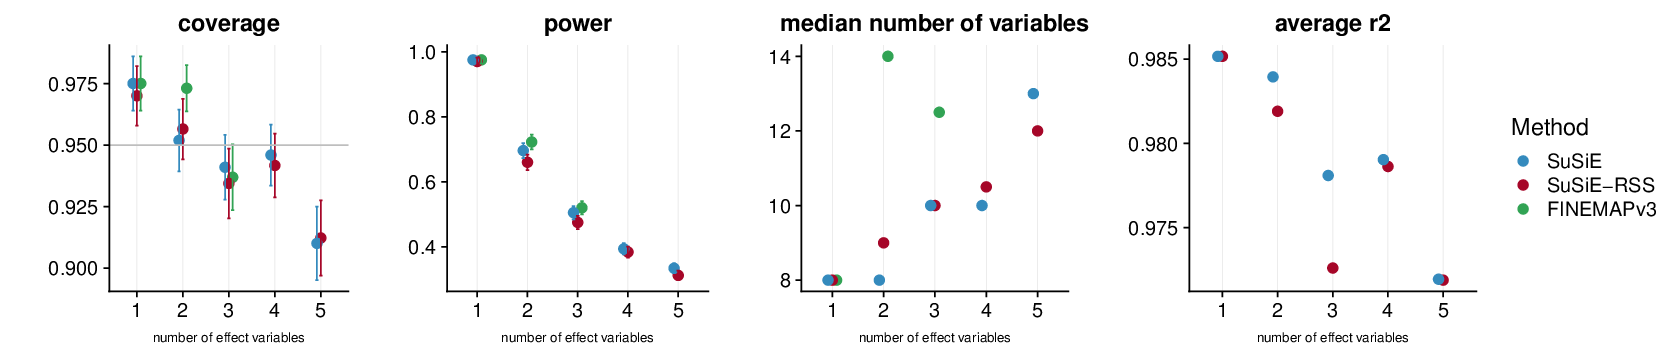 coverage
0.975
0.950
0.925
0.900
1 2 3 4 5
number of effect variables
power
1.0
0.8
0.6
0.4
1 2 3 4 5
number of effect variables
median number of variables
14
12
10
8
1 2 3 4 5
number of effect variables
average r2
0.985
0.980
0.975
1 2 3 4 5
number of effect variables
Method
SuSiE
SuSiE−RSS
FINEMAPv3